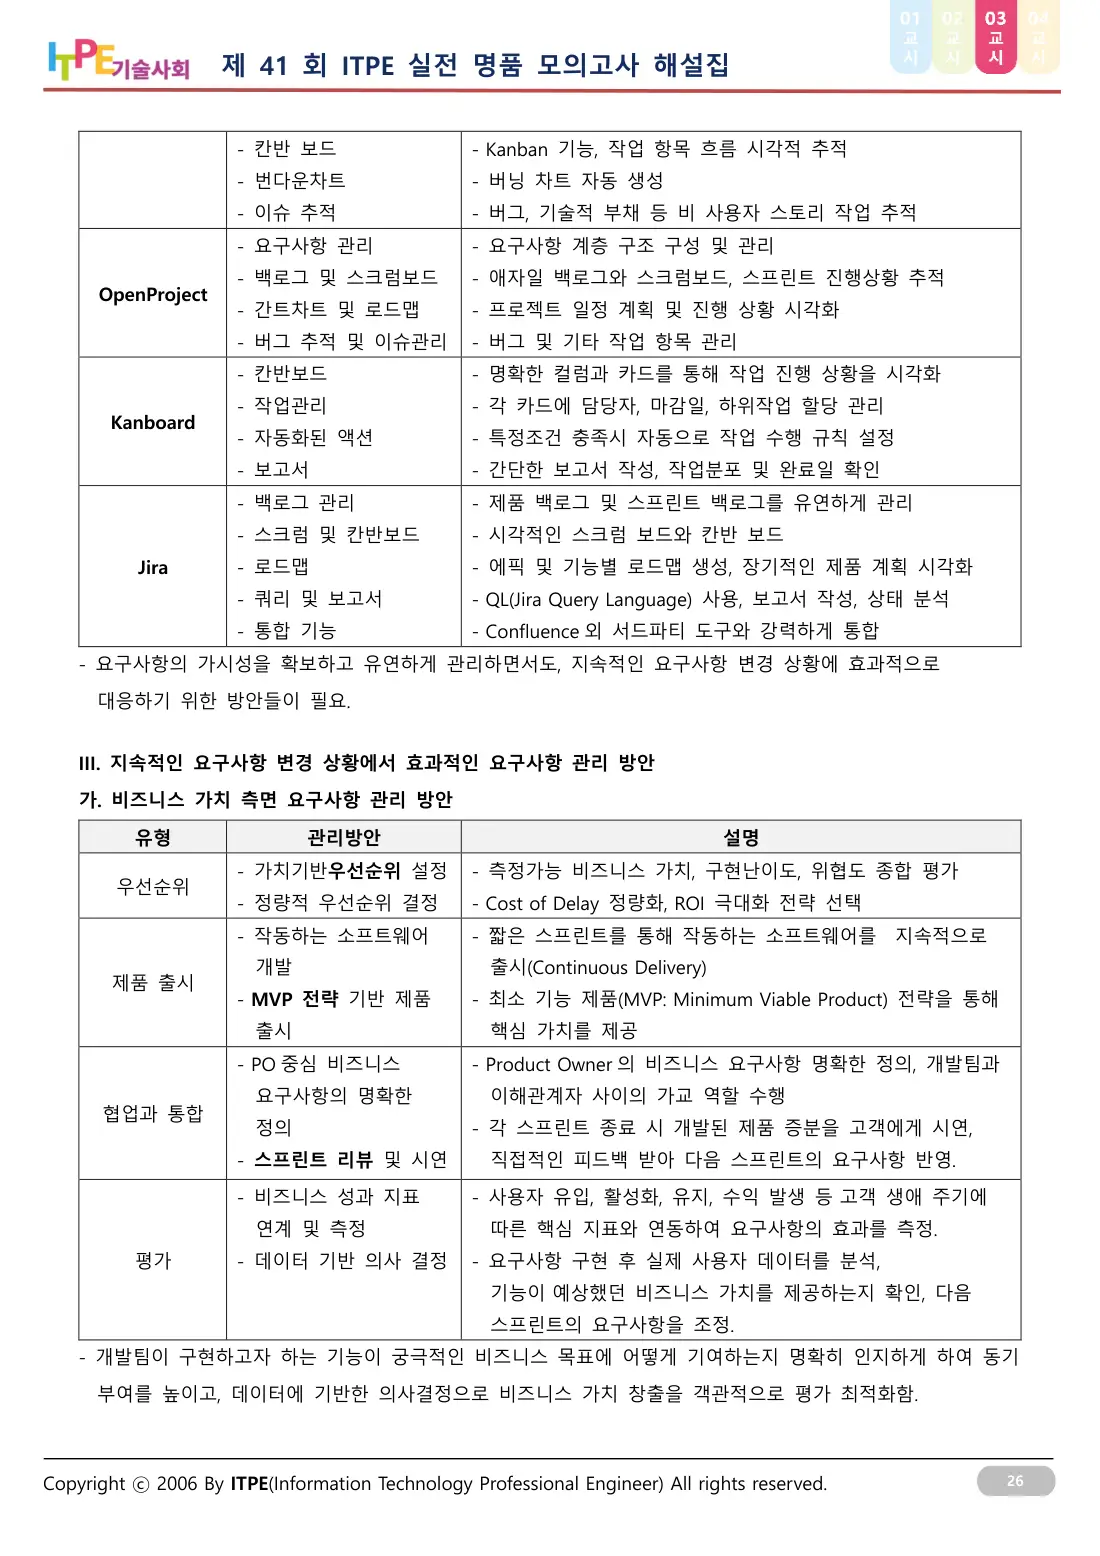 01 교시
02 교시
03 교시
04 교시
ITPE기술사회 제 41 회 ITPE 실전 명품 모의고사 해설집
- 칸반 보드
- 번다운차트
- 이슈 추적
- Kanban 기능, 작업 항목 흐름 시각적 추적
- 버닝 차트 자동 생성
- 버그, 기술적 부채 등 비 사용자 스토리 작업 추적
OpenProject
- 요구사항 관리
- 백로그 및 스크럼보드
- 간트차트 및 로드맵
- 버그 추적 및 이슈관리
- 요구사항 계층 구조 구성 및 관리
- 애자일 백로그와 스크럼보드, 스프린트 진행상황 추적
- 프로젝트 일정 계획 및 진행 상황 시각화
- 버그 및 기타 작업 항목 관리
Kanboard
- 칸반보드
- 작업관리
- 자동화된 액션
- 보고서
- 명확한 컬럼과 카드를 통해 작업 진행 상황을 시각화
- 각 카드에 담당자, 마감일, 하위작업 할당 관리
- 특정조건 충족시 자동으로 작업 수행 규칙 설정
- 간단한 보고서 작성, 작업분포 및 완료일 확인
Jira
- 백로그 관리
- 스크럼 및 칸반보드
- 로드맵
- 쿼리 및 보고서
- 통합 기능
- 제품 백로그 및 스프린트 백로그를 유연하게 관리
- 시각적인 스크럼 보드와 칸반 보드
- 에픽 및 기능별 로드맵 생성, 장기적인 제품 계획 시각화
- QL(Jira Query Language) 사용, 보고서 작성, 상태 분석
- Confluence 외 서드파티 도구와 강력하게 통합
- 요구사항의 가시성을 확보하고 유연하게 관리하면서도, 지속적인 요구사항 변경 상황에 효과적으로
대응하기 위한 방안들이 필요.
III. 지속적인 요구사항 변경 상황에서 효과적인 요구사항 관리 방안
가. 비즈니스 가치 측면 요구사항 관리 방안
유형 관리방안 설명
우선순위
- 가치기반우선순위 설정
- 정량적 우선순위 결정
- 측정가능 비즈니스 가치, 구현난이도, 위협도 종합 평가
- Cost of Delay 정량화, ROI 극대화 전략 선택
제품 출시
- 작동하는 소프트웨어
개발
- MVP 전략 기반 제품
출시
- 짧은 스프린트를 통해 작동하는 소프트웨어를 지속적으로
출시(Continuous Delivery)
- 최소 기능 제품(MVP: Minimum Viable Product) 전략을 통해
핵심 가치를 제공
협업과 통합
- PO 중심 비즈니스
요구사항의 명확한
정의
- 스프린트 리뷰 및 시연
- Product Owner 의 비즈니스 요구사항 명확한 정의, 개발팀과
이해관계자 사이의 가교 역할 수행
- 각 스프린트 종료 시 개발된 제품 증분을 고객에게 시연,
직접적인 피드백 받아 다음 스프린트의 요구사항 반영.
평가
- 비즈니스 성과 지표
연계 및 측정
- 데이터 기반 의사 결정
- 사용자 유입, 활성화, 유지, 수익 발생 등 고객 생애 주기에
따른 핵심 지표와 연동하여 요구사항의 효과를 측정.
- 요구사항 구현 후 실제 사용자 데이터를 분석,
기능이 예상했던 비즈니스 가치를 제공하는지 확인, 다음
스프린트의 요구사항을 조정.
- 개발팀이 구현하고자 하는 기능이 궁극적인 비즈니스 목표에 어떻게 기여하는지 명확히 인지하게 하여 동기
부여를 높이고, 데이터에 기반한 의사결정으로 비즈니스 가치 창출을 객관적으로 평가 최적화함.
Copyright ⓒ 2006 By ITPE(Information Technology Professional Engineer) All rights reserved.
26